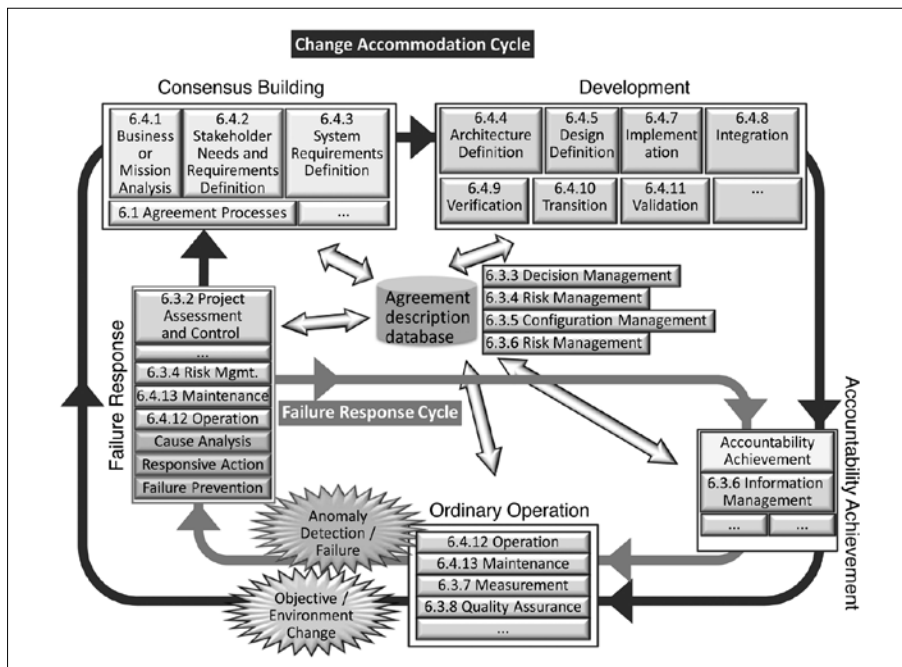 Change Accommodation Cycle
Consensus Building
6.4.1
Business
or
Mission
Analysis
6.4.2
Stakeholder
Needs and
Requirements
Definition
6.4.3
System
Requirements
Definition
6.1 Agreement Processes
...
Development
6.4.4
Architecture
Definition
6.4.5
Design
Definition
6.4.7
Implement
ation
6.4.8
Integration
6.4.9
Verification
6.4.10
Transition
6.4.11
Validation
...
Agreement
description
database
6.3.3 Decision Management
6.3.4 Risk Management
6.3.5 Configuration Management
6.3.6 Risk Management
Failure Response
6.3.2 Project
Assessment
and Control
...
6.3.4 Risk Mgmt.
6.4.13 Maintenance
6.4.12 Operation
Cause Analysis
Responsive Action
Failure Prevention
Failure Response Cycle
Accountability Achievement
Accountability
Achievement
6.3.6 Information
Management
...
...
Anomaly
Detection /
Failure
Objective /
Environment
Change
Ordinary Operation
6.4.12 Operation
6.4.13 Maintenance
6.3.7 Measurement
6.3.8 Quality Assurance
...